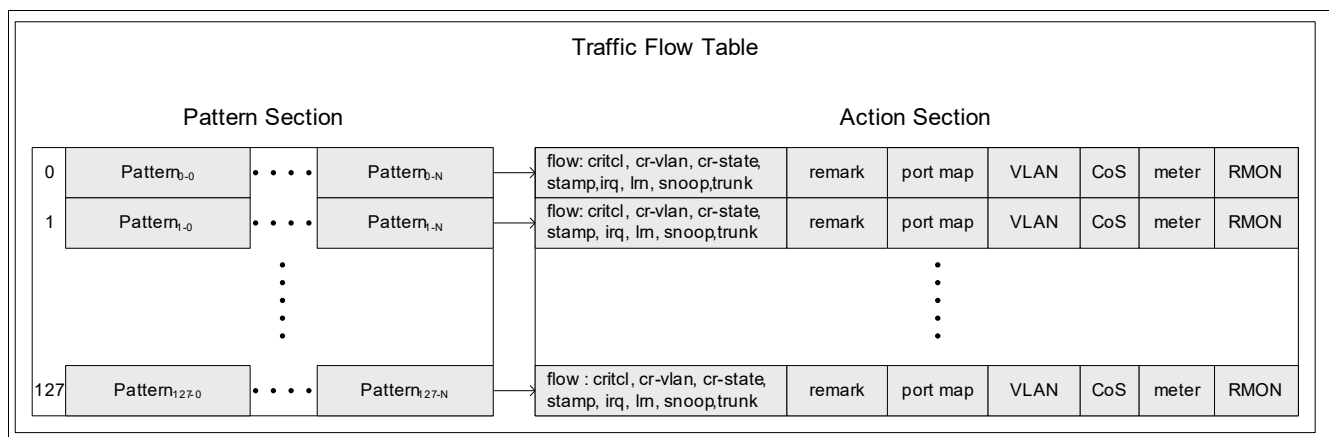 Traffic Flow Table
Pattern Section
Action Section
0 Pattern0-0 • • • • Pattern0-N flow: critcl, cr-vlan, cr-state, stamp,irq, lrn, snoop,trunk remark port map VLAN CoS meter RMON
1 Pattern1-0 • • • • Pattern1-N flow: critcl, cr-vlan, cr-state, stamp, irq, lrn, snoop,trunk remark port map VLAN CoS meter RMON
127 Pattern127-0 • • • • Pattern127-N flow : critcl, cr-vlan, cr-state, stamp, irq, lrn, snoop,trunk remark port map VLAN CoS meter RMON